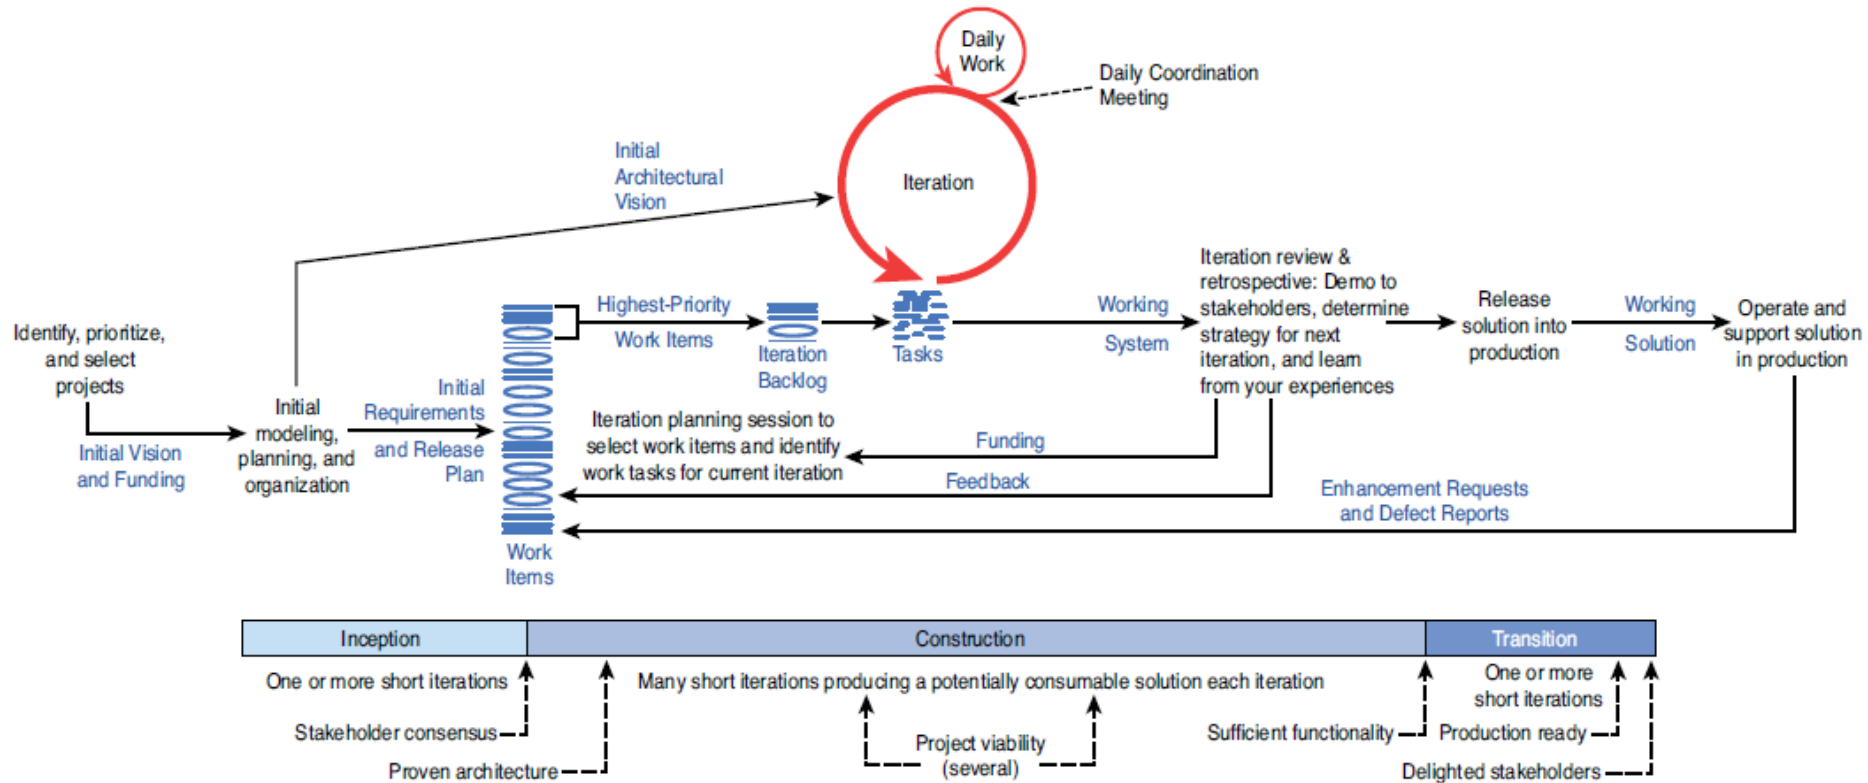 Daily
Work
Daily Coordination
Meeting
Initial
Architectural
Vision
Iteration
Identify, prioritize,
and select
projects
Initial Vision
and Funding
Initial
modeling,
planning, and
organization
Initial
Requirements
and Release
Plan
Work
Items
Highest-Priority
Work Items
Iteration
Backlog
Tasks
Working
System
Iteration review &
retrospective: Demo to
stakeholders, determine
strategy for next
iteration, and learn
from your experiences
Release
solution into
production
Working
Solution
Operate and
support solution
in production
Iteration planning session to
select work items and identify
work tasks for current iteration
Funding
Feedback
Enhancement Requests
and Defect Reports
Inception
Construction
Transition
One or more short iterations
Many short iterations producing a potentially consumable solution each iteration
One or more
short iterations
Stakeholder consensus
Proven architecture
Project viability
(several)
Sufficient functionality
Production ready
Delighted stakeholders